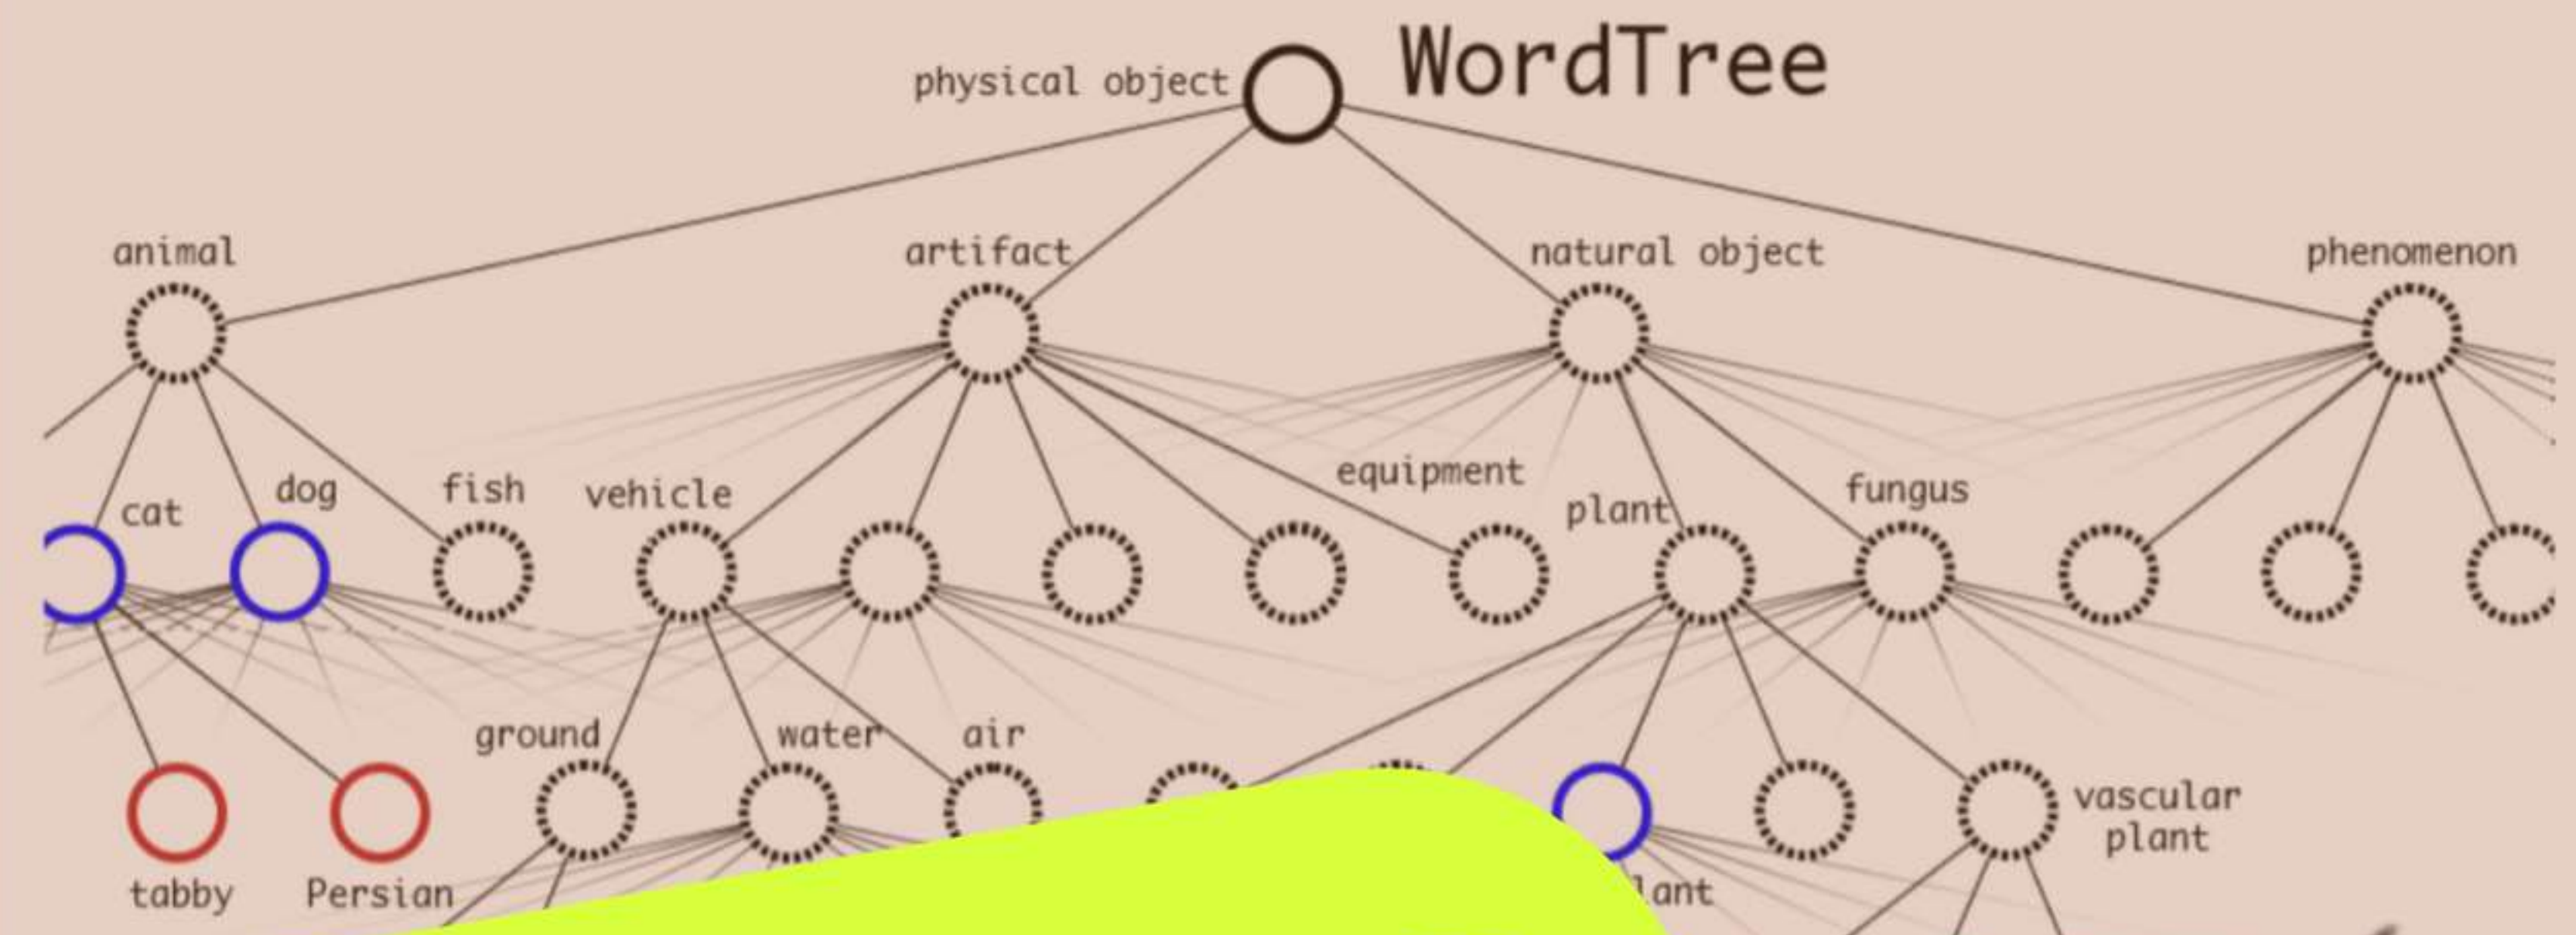 WordTree
physical object
animal
artifact
natural object
phenomenon
cat
dog
fish
vehicle
equipment
plant
fungus
ground
water
air
vascular
plant
tabby
Persian